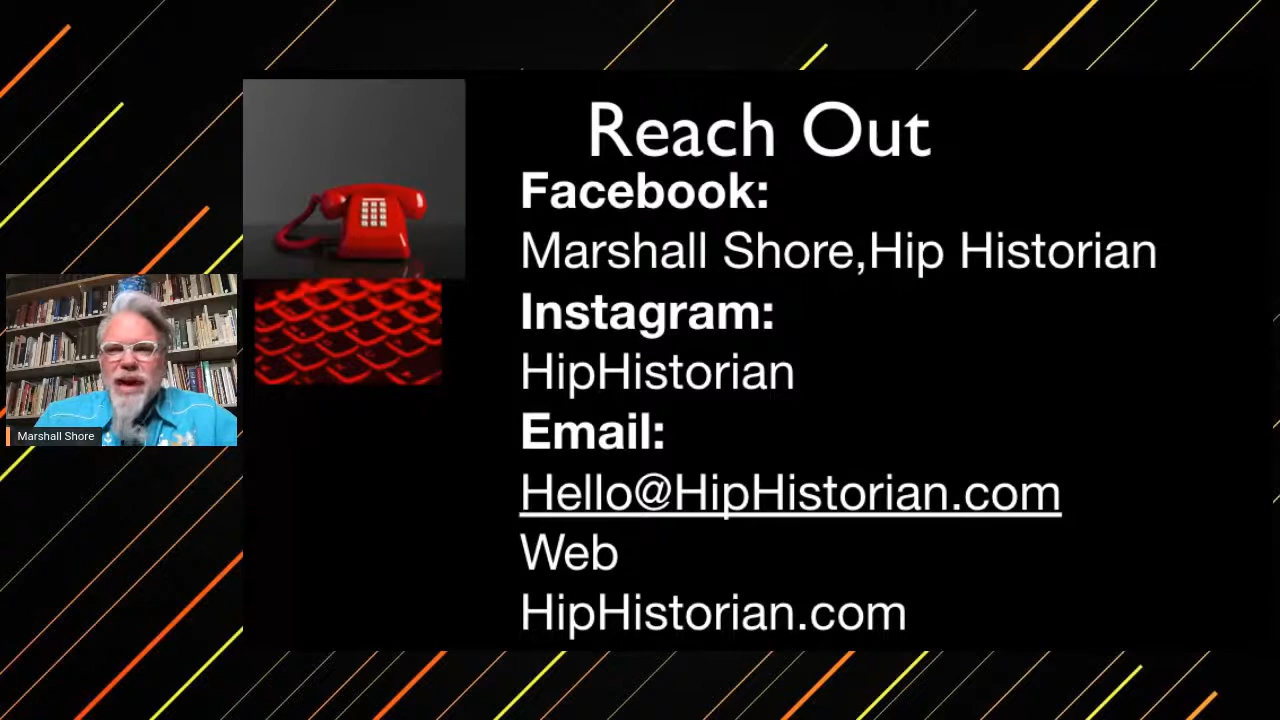 Reach Out
Facebook:
Marshall Shore,Hip Historian
Instagram:
HipHistorian
Email:
Hello@HipHistorian.com
Web
HipHistorian.com
Marshall Shore